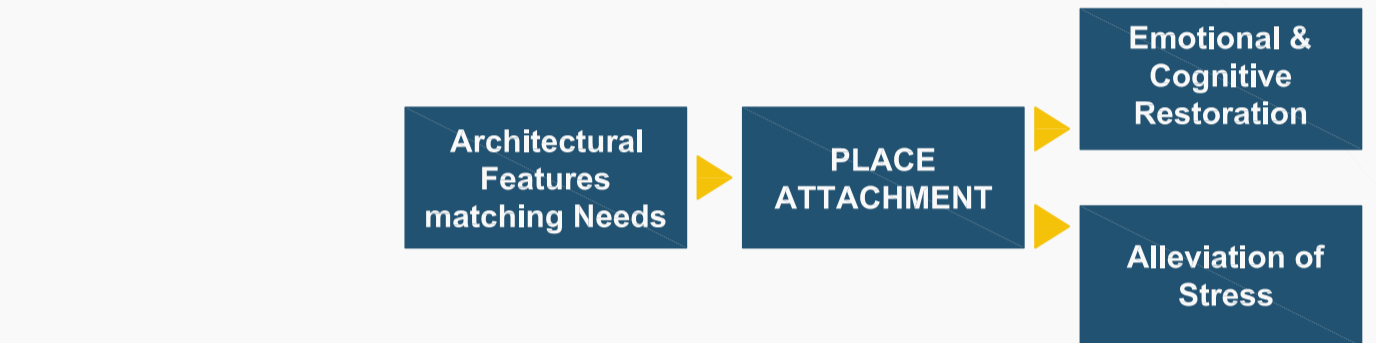 Architectural
Features
matching Needs
PLACE
ATTACHMENT
Emotional &
Cognitive
Restoration
Alleviation of
Stress